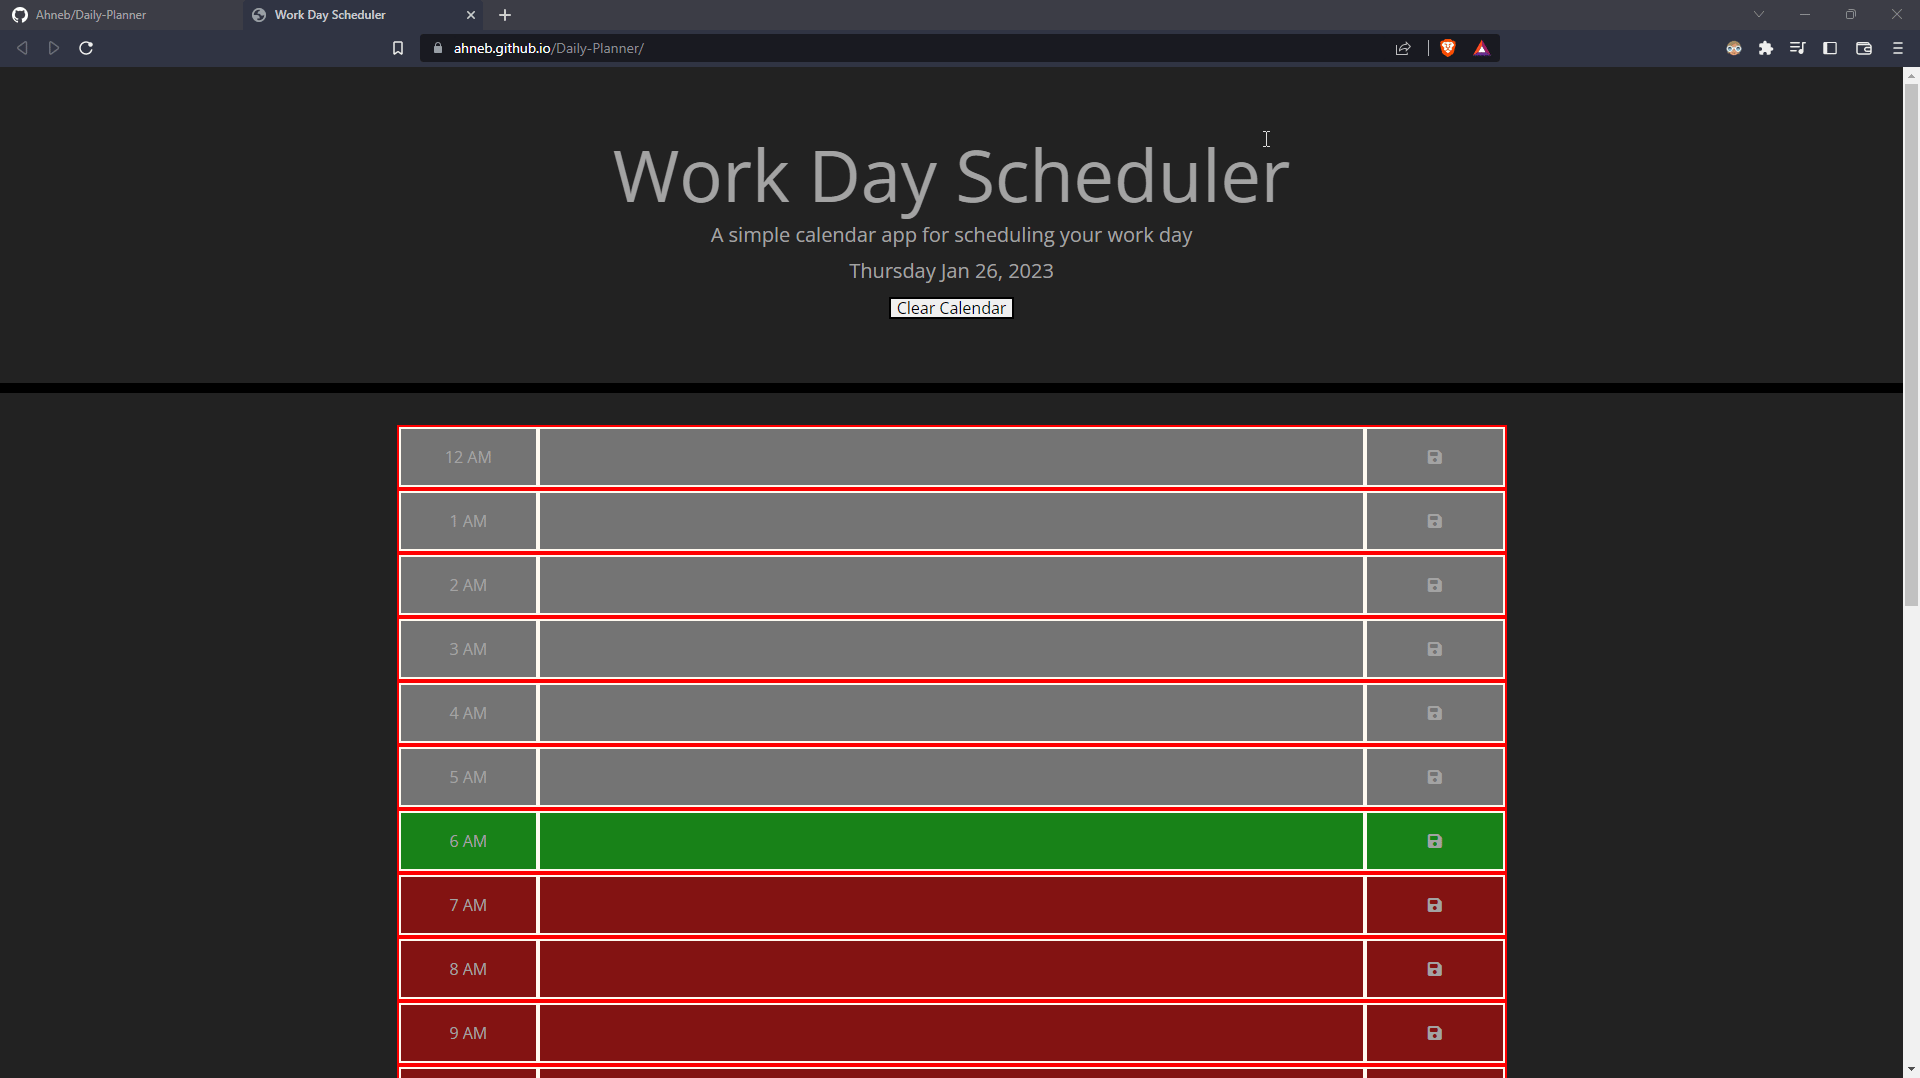 Ahneb/Daily-Planner
Work Day Scheduler
ahneb.github.io/Daily-Planner/
Work Day Scheduler
A simple calendar app for scheduling your work day
Thursday Jan 26, 2023
Clear Calendar
12 AM
1 AM
2 AM
3 AM
4 AM
5 AM
6 AM
7 AM
8 AM
9 AM